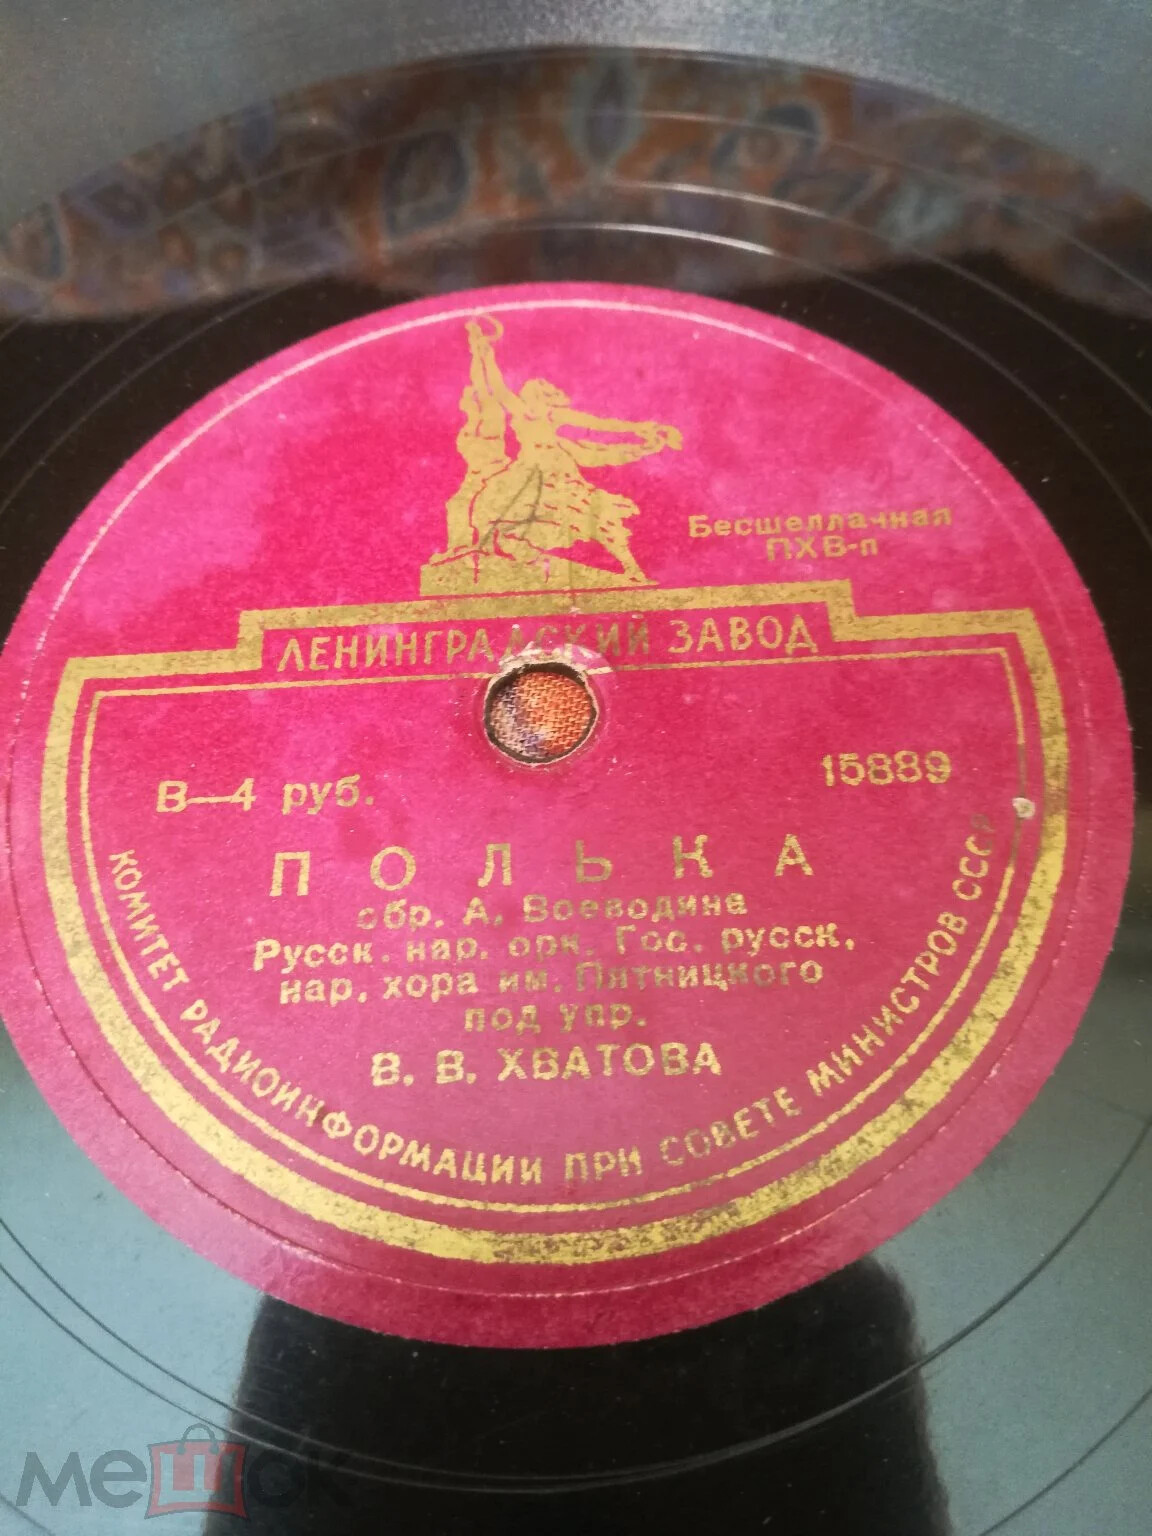 Бесшеллачная
ПХВ-п
ЛЕНИНГРАДСКИЙ ЗАВОД
В—4 руб.
15889
ПОЛЬКА
обр. А. Воеводина
Русск. нар. орк. Гос. русск.
нар. хора им. Пятницкого
под упр.
В. В. ХВАТОВА
КОМИТЕТ РАДИОИНФОРМАЦИИ ПРИ СОВЕТЕ МИНИСТРОВ СССР
мешок